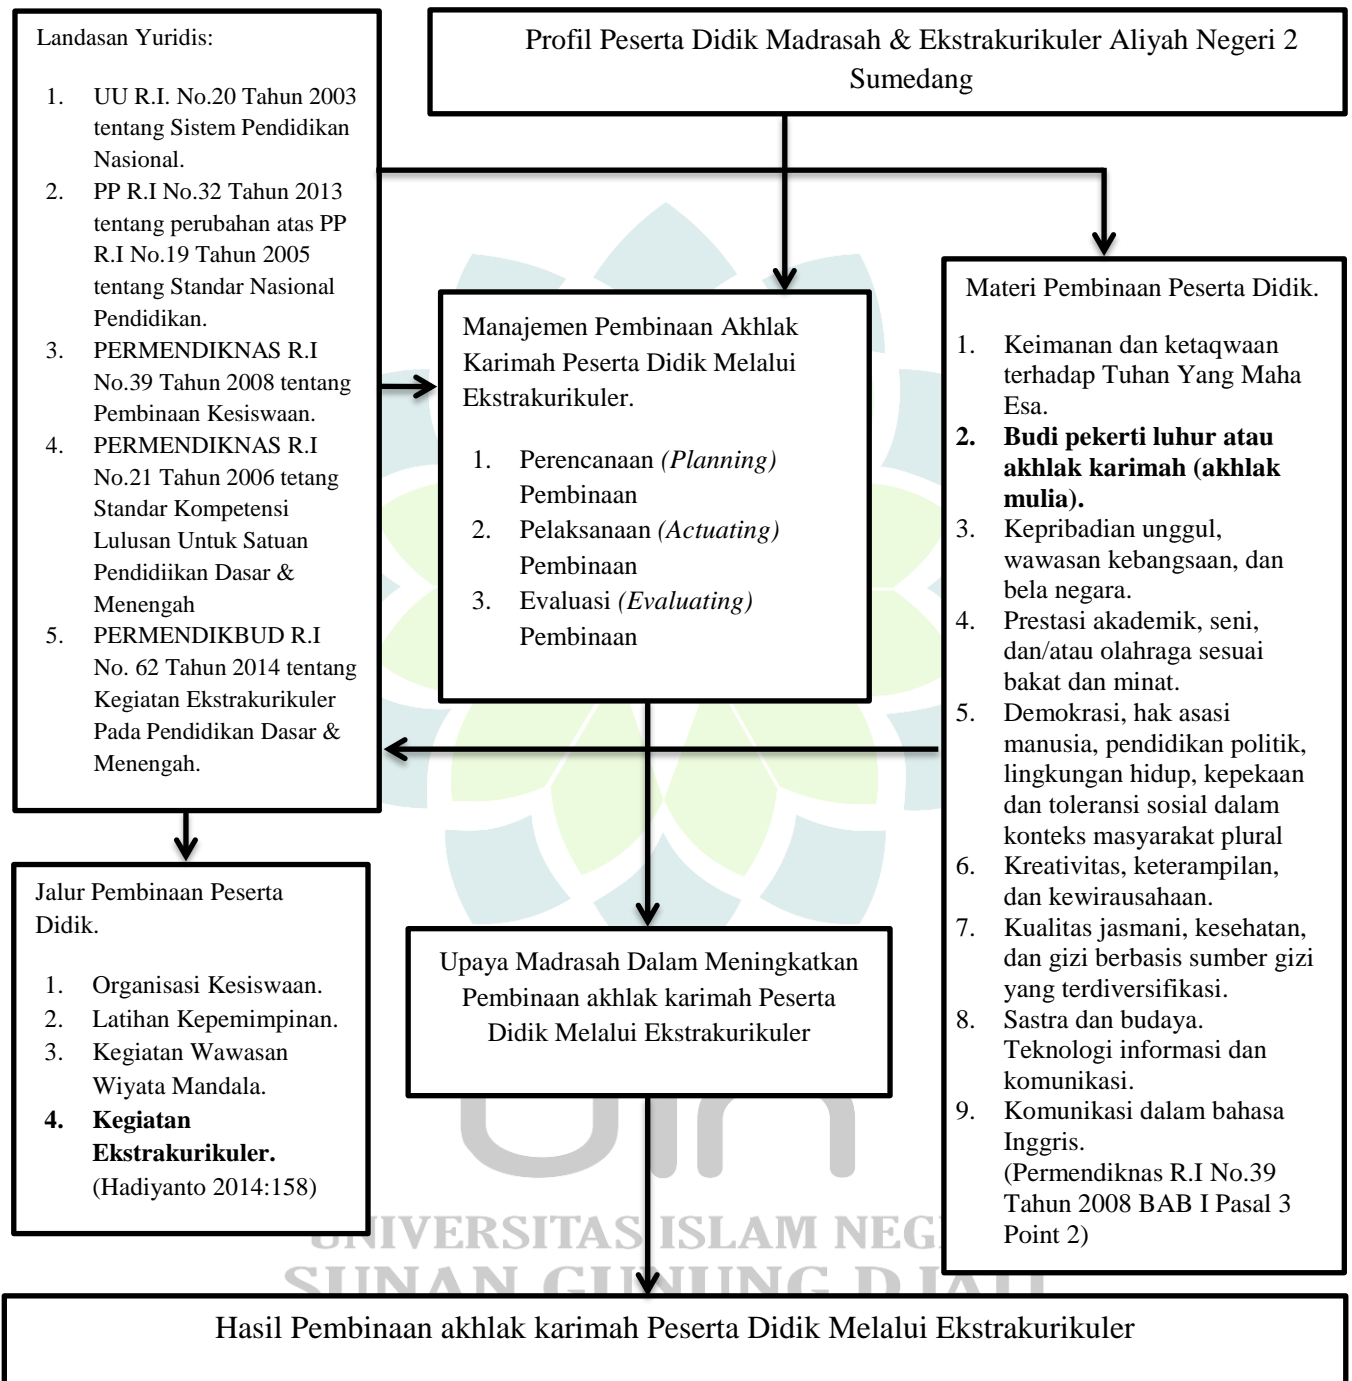 Landasan Yuridis:
1. UU R.I. No.20 Tahun 2003
tentang Sistem Pendidikan
Nasional.
2. PP R.I No.32 Tahun 2013
tentang perubahan atas PP
R.I No.19 Tahun 2005
tentang Standar Nasional
Pendidikan.
3. PERMENDIKNAS R.I
No.39 Tahun 2008 tentang
Pembinaan Kesiswaan.
4. PERMENDIKNAS R.I
No.21 Tahun 2006 tetang
Standar Kompetensi
Lulusan Untuk Satuan
Pendidiikan Dasar &
Menengah
5. PERMENDIKBUD R.I
No. 62 Tahun 2014 tentang
Kegiatan Ekstrakurikuler
Pada Pendidikan Dasar &
Menengah.
Profil Peserta Didik Madrasah & Ekstrakurikuler Aliyah Negeri 2
Sumedang
Manajemen Pembinaan Akhlak
Karimah Peserta Didik Melalui
Ekstrakurikuler.
1. Perencanaan (Planning)
Pembinaan
2. Pelaksanaan (Actuating)
Pembinaan
3. Evaluasi (Evaluating)
Pembinaan
Materi Pembinaan Peserta Didik.
1. Keimanan dan ketaqwaan
terhadap Tuhan Yang Maha
Esa.
2. Budi pekerti luhur atau
akhlak karimah (akhlak
mulia).
3. Kepribadian unggul,
wawasan kebangsaan, dan
bela negara.
4. Prestasi akademik, seni,
dan/atau olahraga sesuai
bakat dan minat.
5. Demokrasi, hak asasi
manusia, pendidikan politik,
lingkungan hidup, kepekaan
dan toleransi sosial dalam
konteks masyarakat plural
6. Kreativitas, keterampilan,
dan kewirausahaan.
7. Kualitas jasmani, kesehatan,
dan gizi berbasis sumber gizi
yang terdiversifikasi.
8. Sastra dan budaya.
Teknologi informasi dan
komunikasi.
9. Komunikasi dalam bahasa
Inggris.
(Permendiknas R.I No.39
Tahun 2008 BAB I Pasal 3
Point 2)
Jalur Pembinaan Peserta
Didik.
1. Organisasi Kesiswaan.
2. Latihan Kepemimpinan.
3. Kegiatan Wawasan
Wiyata Mandala.
4. Kegiatan
Ekstrakurikuler.
(Hadiyanto 2014:158)
Upaya Madrasah Dalam Meningkatkan
Pembinaan akhlak karimah Peserta
Didik Melalui Ekstrakurikuler
uin
UNIVERSITAS ISLAM NEG
SUNAN GUNUNG DJATI
Hasil Pembinaan akhlak karimah Peserta Didik Melalui Ekstrakurikuler